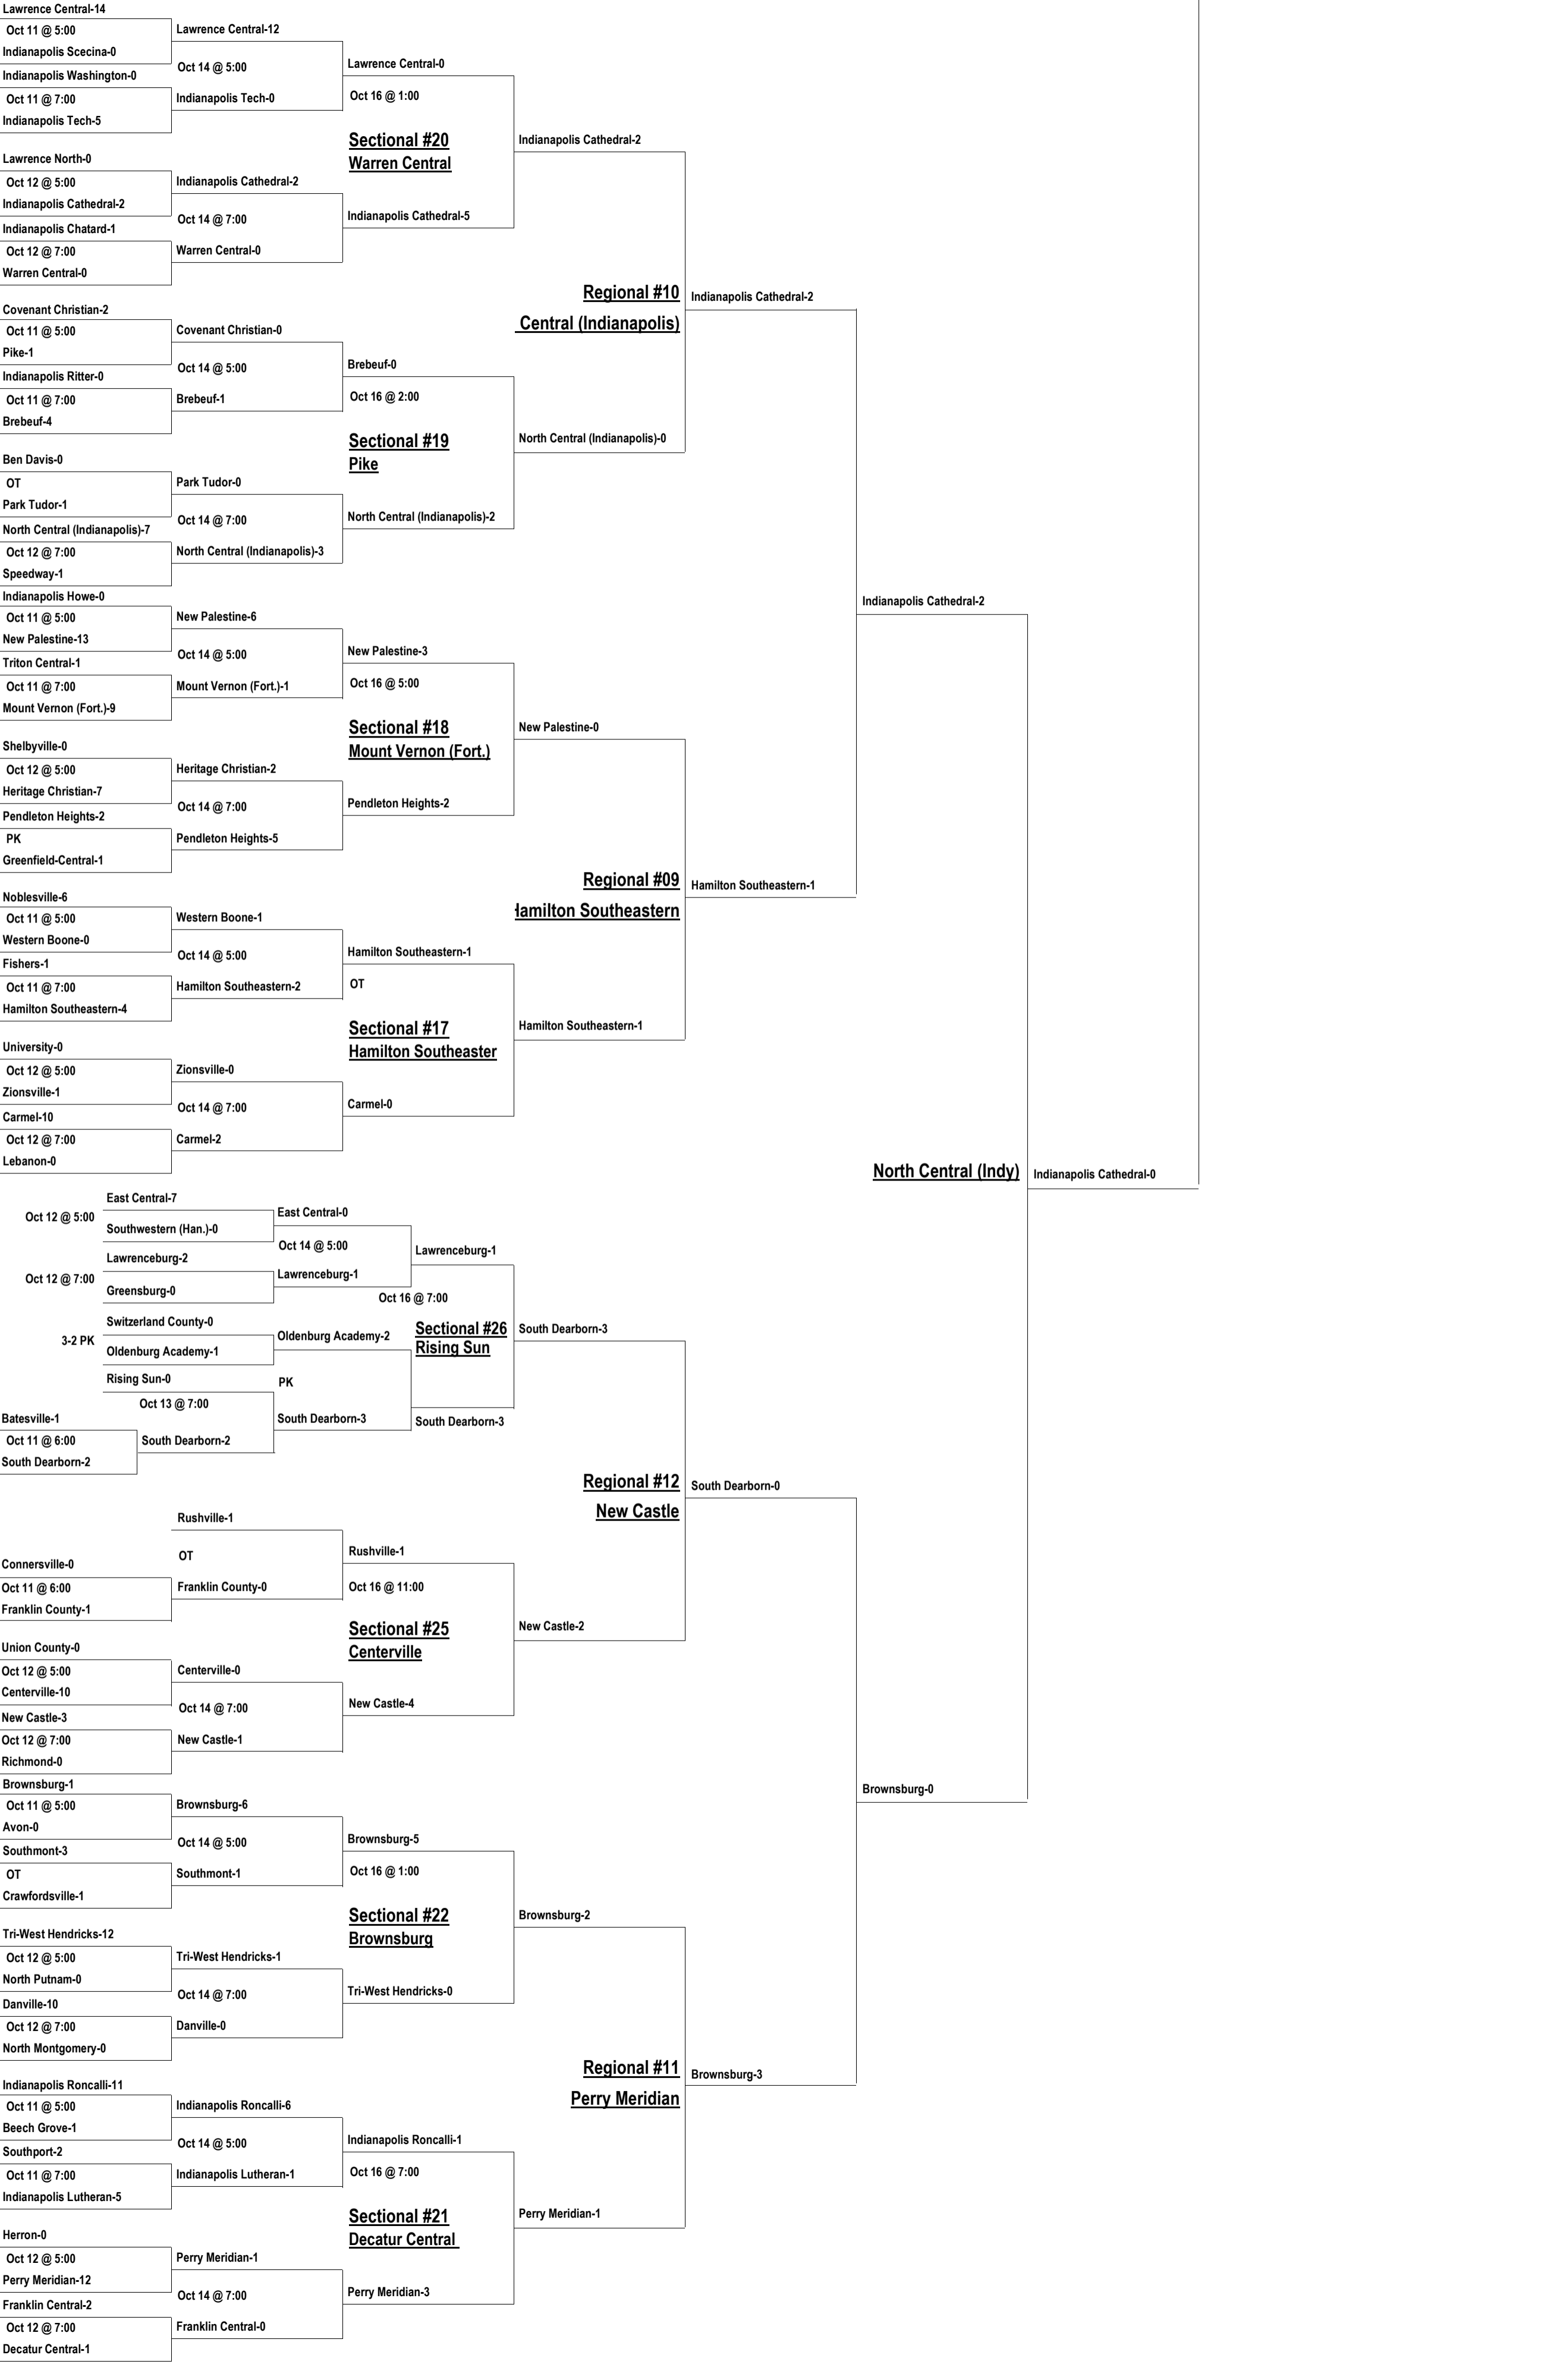 Lawrence Central-14
Oct 11 @ 5:00
Lawrence Central-12
Indianapolis Scecina-0
Lawrence Central-0
Oct 14 @ 5:00
Indianapolis Washington-0
Oct 11 @ 7:00
Indianapolis Tech-0
Oct 16 @ 1:00
Indianapolis Tech-5
Sectional #20
Indianapolis Cathedral-2
Warren Central
Lawrence North-0
Oct 12 @ 5:00
Indianapolis Cathedral-2
Indianapolis Cathedral-2
Indianapolis Cathedral-5
Oct 14 @ 7:00
Indianapolis Chatard-1
Oct 12 @ 7:00
Warren Central-0
Warren Central-0
Regional #10
Indianapolis Cathedral-2
Covenant Christian-2
Central (Indianapolis)
Oct 11 @ 5:00
Covenant Christian-0
Pike-1
Brebeuf-0
Oct 14 @ 5:00
Indianapolis Ritter-0
Oct 11 @ 7:00
Brebeuf-1
Oct 16 @ 2:00
Brebeuf-4
Sectional #19
North Central (Indianapolis)-0
Pike
Ben Davis-0
OT
Park Tudor-0
Park Tudor-1
North Central (Indianapolis)-2
Oct 14 @ 7:00
North Central (Indianapolis)-7
Oct 12 @ 7:00
North Central (Indianapolis)-3
Speedway-1
Indianapolis Howe-0
Indianapolis Cathedral-2
Oct 11 @ 5:00
New Palestine-6
New Palestine-13
New Palestine-3
Oct 14 @ 5:00
Triton Central-1
Oct 11 @ 7:00
Mount Vernon (Fort.)-1
Oct 16 @ 5:00
Mount Vernon (Fort.)-9
Sectional #18
New Palestine-0
Mount Vernon (Fort.)
Shelbyville-0
Oct 12 @ 5:00
Heritage Christian-2
Heritage Christian-7
Pendleton Heights-2
Oct 14 @ 7:00
Pendleton Heights-2
PK
Pendleton Heights-5
Greenfield-Central-1
Regional #09
Hamilton Southeastern-1
Noblesville-6
Hamilton Southeastern
Oct 11 @ 5:00
Western Boone-1
Western Boone-0
Hamilton Southeastern-1
Oct 14 @ 5:00
Fishers-1
Oct 11 @ 7:00
Hamilton Southeastern-2
OT
Hamilton Southeastern-4
Sectional #17
Hamilton Southeastern-1
Hamilton Southeaster
University-0
Oct 12 @ 5:00
Zionsville-0
Zionsville-1
Carmel-0
Oct 14 @ 7:00
Carmel-10
Oct 12 @ 7:00
Carmel-2
Lebanon-0
North Central (Indy)
Indianapolis Cathedral-0
East Central-7
Oct 12 @ 5:00
East Central-0
Southwestern (Han.)-0
Oct 14 @ 5:00
Lawrenceburg-1
Lawrenceburg-2
Oct 12 @ 7:00
Lawrenceburg-1
Greensburg-0
Oct 16 @ 7:00
Switzerland County-0
Sectional #26
South Dearborn-3
3-2 PK
Oldenburg Academy-2
Rising Sun
Oldenburg Academy-1
Rising Sun-0
PK
Oct 13 @ 7:00
Batesville-1
South Dearborn-3
South Dearborn-3
Oct 11 @ 6:00
South Dearborn-2
South Dearborn-2
Regional #12
South Dearborn-0
New Castle
Rushville-1
OT
Rushville-1
Connersville-0
Oct 11 @ 6:00
Franklin County-0
Oct 16 @ 11:00
Franklin County-1
Sectional #25
New Castle-2
Centerville
Union County-0
Oct 12 @ 5:00
Centerville-0
Centerville-10
New Castle-4
Oct 14 @ 7:00
New Castle-3
Oct 12 @ 7:00
New Castle-1
Richmond-0
Brownsburg-1
Brownsburg-0
Oct 11 @ 5:00
Brownsburg-6
Avon-0
Brownsburg-5
Oct 14 @ 5:00
Southmont-3
OT
Southmont-1
Oct 16 @ 1:00
Crawfordsville-1
Sectional #22
Brownsburg-2
Brownsburg
Tri-West Hendricks-12
Oct 12 @ 5:00
Tri-West Hendricks-1
North Putnam-0
Tri-West Hendricks-0
Oct 14 @ 7:00
Danville-10
Oct 12 @ 7:00
Danville-0
North Montgomery-0
Regional #11
Brownsburg-3
Indianapolis Roncalli-11
Perry Meridian
Oct 11 @ 5:00
Indianapolis Roncalli-6
Beech Grove-1
Indianapolis Roncalli-1
Oct 14 @ 5:00
Southport-2
Oct 11 @ 7:00
Indianapolis Lutheran-1
Oct 16 @ 7:00
Indianapolis Lutheran-5
Sectional #21
Perry Meridian-1
Decatur Central
Herron-0
Oct 12 @ 5:00
Perry Meridian-1
Perry Meridian-12
Perry Meridian-3
Oct 14 @ 7:00
Franklin Central-2
Oct 12 @ 7:00
Franklin Central-0
Decatur Central-1